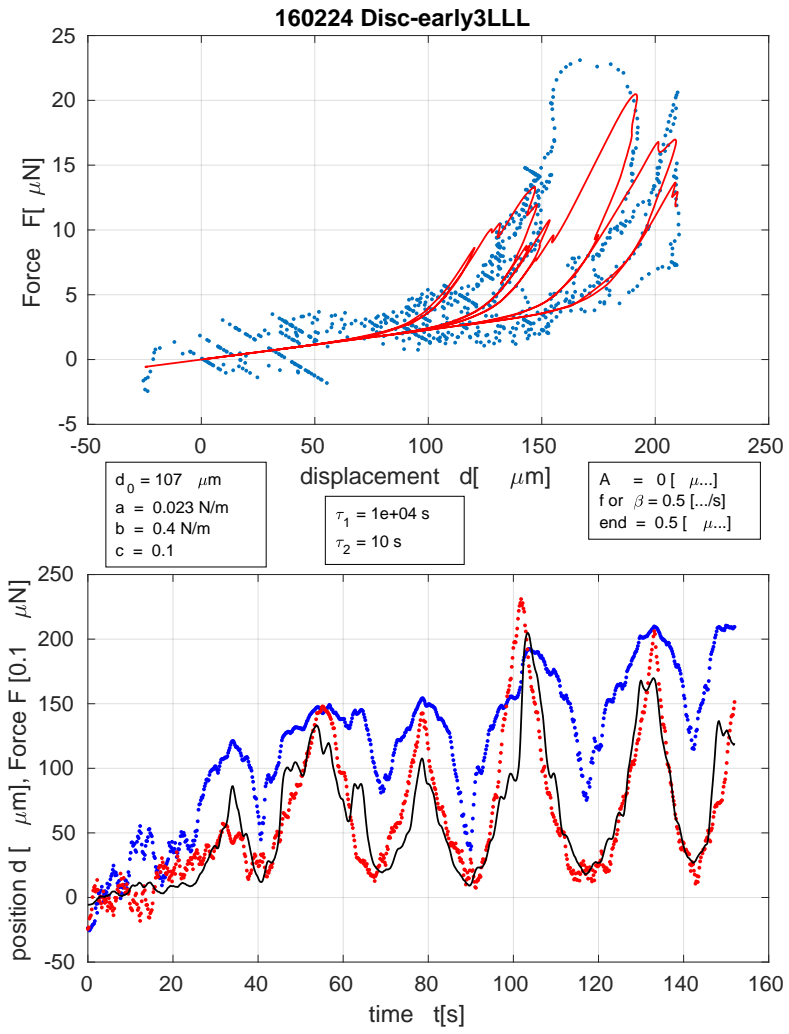 160224 Disc-early3LLL
25
20
15
10
5
0
-5
Force F[ μN]
-50 0 50 100 150 200 250
displacement d[ μm]
d0 = 107 μm
a = 0.023 N/m
b = 0.4 N/m
c = 0.1
τ1 = 1e+04 s
τ2 = 10 s
A = 0 [ μ...]
f or β = 0.5 [.../s]
end = 0.5 [ μ...]
250
200
150
100
50
0
-50
position d [ μm], Force F [0.1 μN]
0 20 40 60 80 100 120 140 160
time t[s]